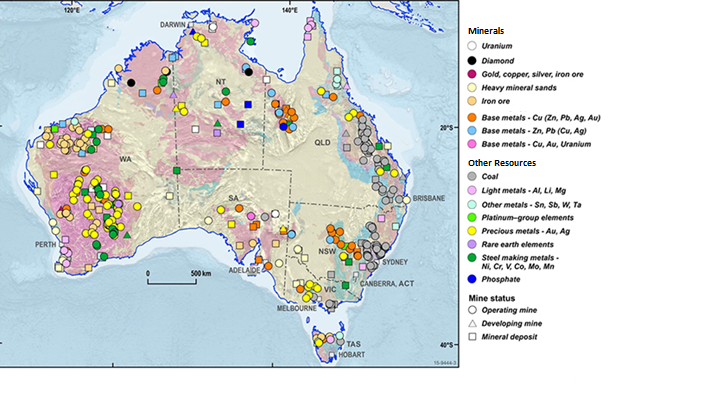 120°E
140°E
DARWIN
NT
20°S
QLD
WA
SA
BRISBANE
PERTH
NSW
ADELAIDE
SYDNEY
CANBERRA, ACT
VIC
MELBOURNE
TAS
HOBART
40°S
0 500 km
15-9444-3
Minerals
Uranium
Diamond
Gold, copper, silver, iron ore
Heavy mineral sands
Iron ore
Base metals - Cu (Zn, Pb, Ag, Au)
Base metals - Zn, Pb (Cu, Ag)
Base metals - Cu, Au, Uranium
Other Resources
Coal
Light metals - Al, Li, Mg
Other metals - Sn, Sb, W, Ta
Platinum–group elements
Precious metals - Au, Ag
Rare earth elements
Steel making metals -
Ni, Cr, V, Co, Mo, Mn
Phosphate
Mine status
Operating mine
Developing mine
Mineral deposit